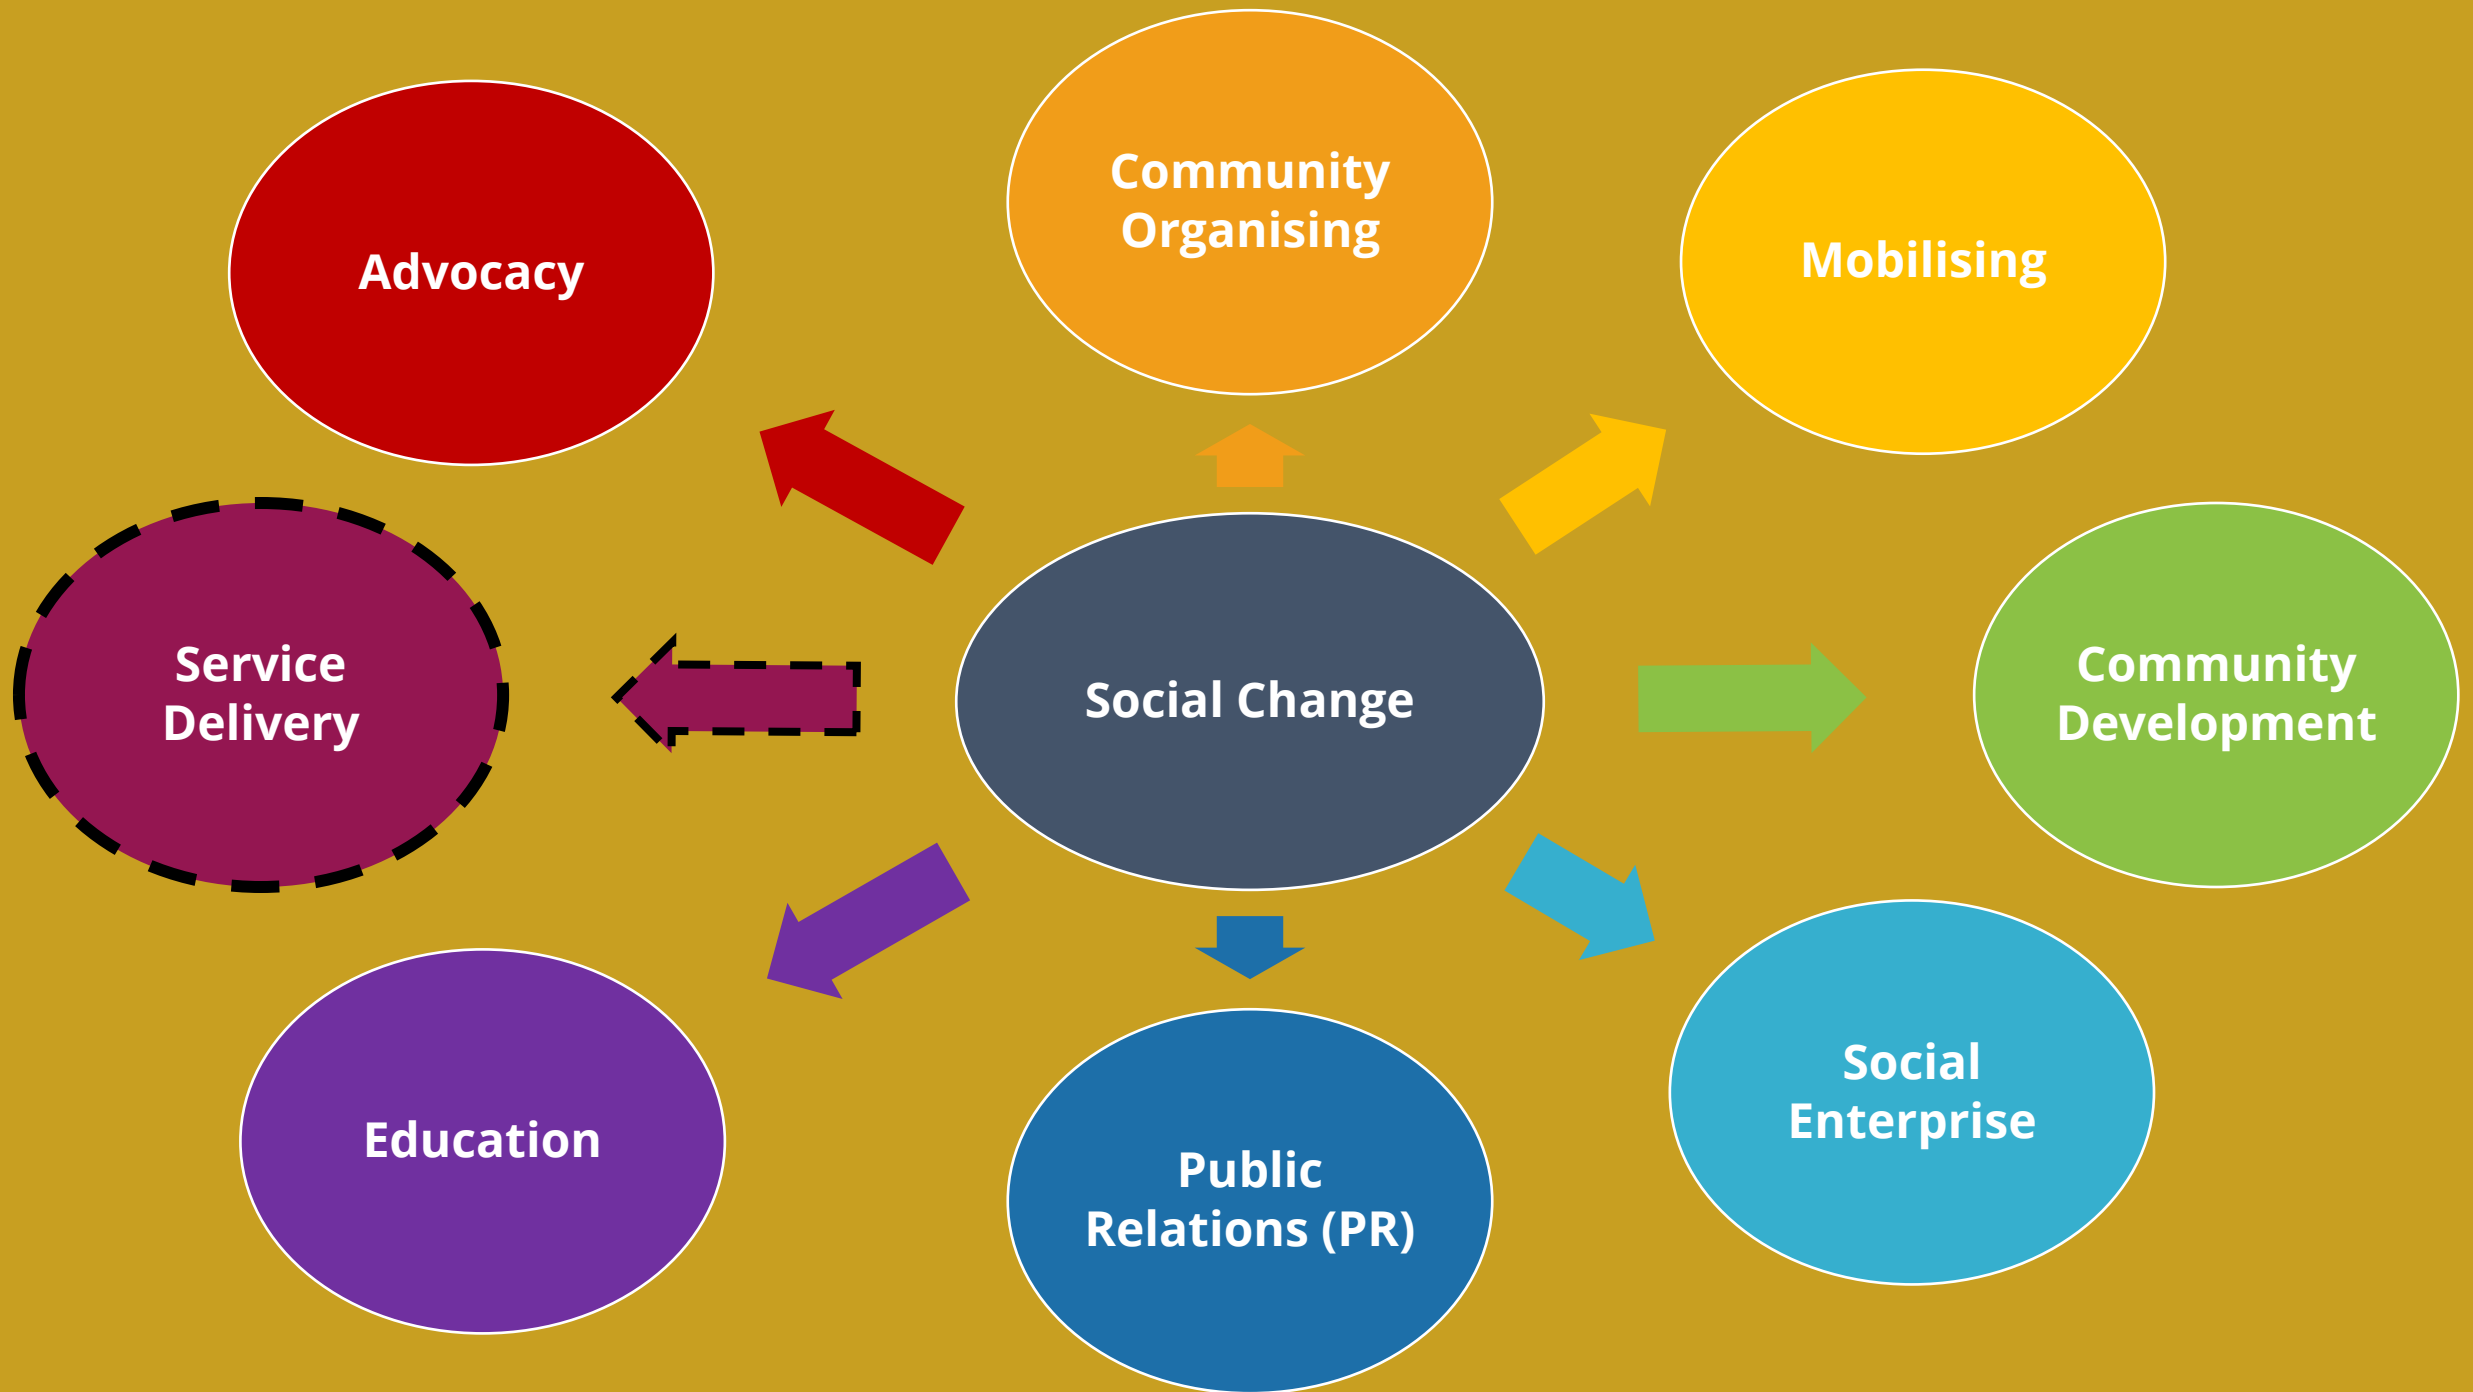 Community
Organising
Mobilising
Advocacy
Service
Delivery
Social Change
Community
Development
Social
Enterprise
Education
Public
Relations (PR)